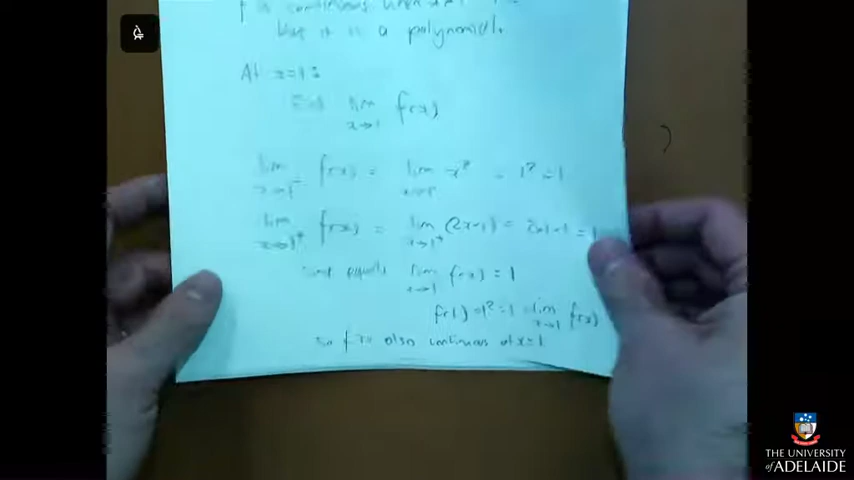 f is continuous when
but it is a polynomial.
At x=1:
Find lim f(x)
x→1
lim f(x) = lim x² = 1² = 1
x→1⁻ x→1⁻
lim f(x) = lim (2x-1) = 2×1-1 = 1
x→1⁺ x→1⁺
lim f(x) = 1
x→1
f(1) = 1² = 1 = lim f(x)
x→1
So f is also continuous at x=1
THE UNIVERSITY
of ADELAIDE